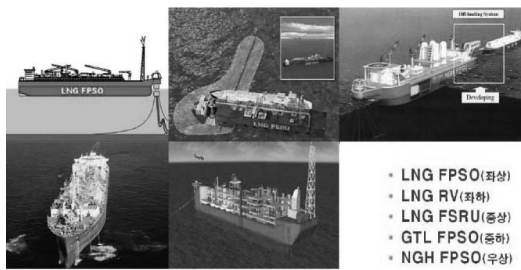 LNG FPSO
LNG FSRU
Offloading System
Developing
• LNG FPSO(좌상)
• LNG RV(좌하)
• LNG FSRU(중상)
• GTL FPSO(중하)
• NGH FPSO(우상)